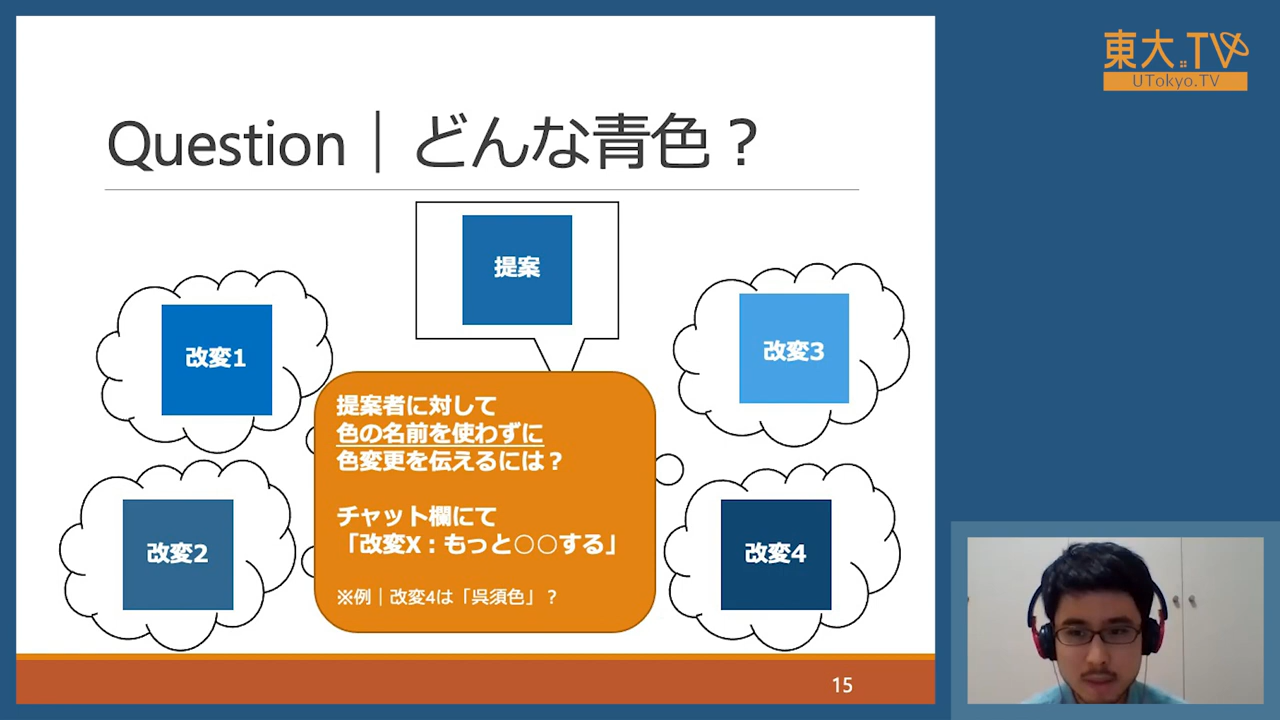 東大.TV
UTokyo.TV
Question｜どんな青色？
提案
改変1
改変3
提案者に対して
色の名前を使わずに
色変更を伝えるには？
チャット欄にて
「改変X：もっと○○する」
※例｜改変4は「呉須色」？
改変2
改変4
15